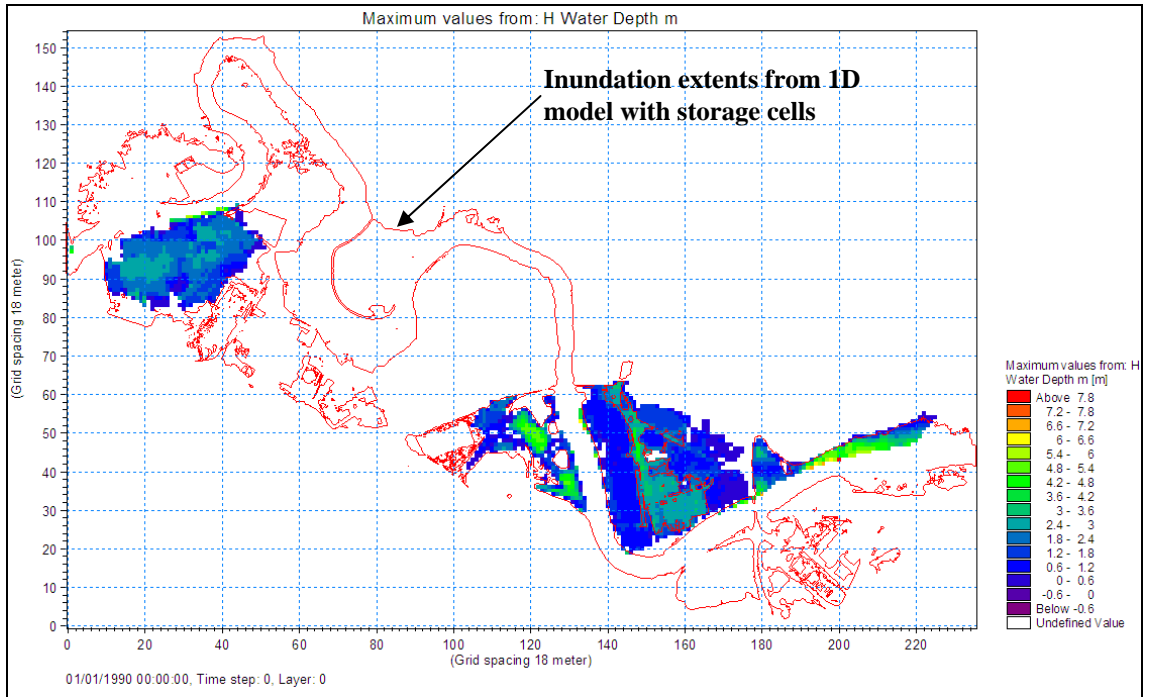 Maximum values from: H Water Depth m
Inundation extents from 1D
model with storage cells
150
140
130
120
110
100
90
80
70
60
50
40
30
20
10
0
(Grid spacing 18 meter)
0 20 40 60 80 100 120 140 160 180 200 220
(Grid spacing 18 meter)
01/01/1990 00:00:00, Time step: 0, Layer: 0
Maximum values from: H
Water Depth m [m]
Above 7.8
7.2 - 7.8
6.6 - 7.2
6 - 6.6
5.4 - 6
4.8 - 5.4
4.2 - 4.8
3.6 - 4.2
3 - 3.6
2.4 - 3
1.8 - 2.4
1.2 - 1.8
0.6 - 1.2
0 - 0.6
-0.6 - 0
Below -0.6
Undefined Value